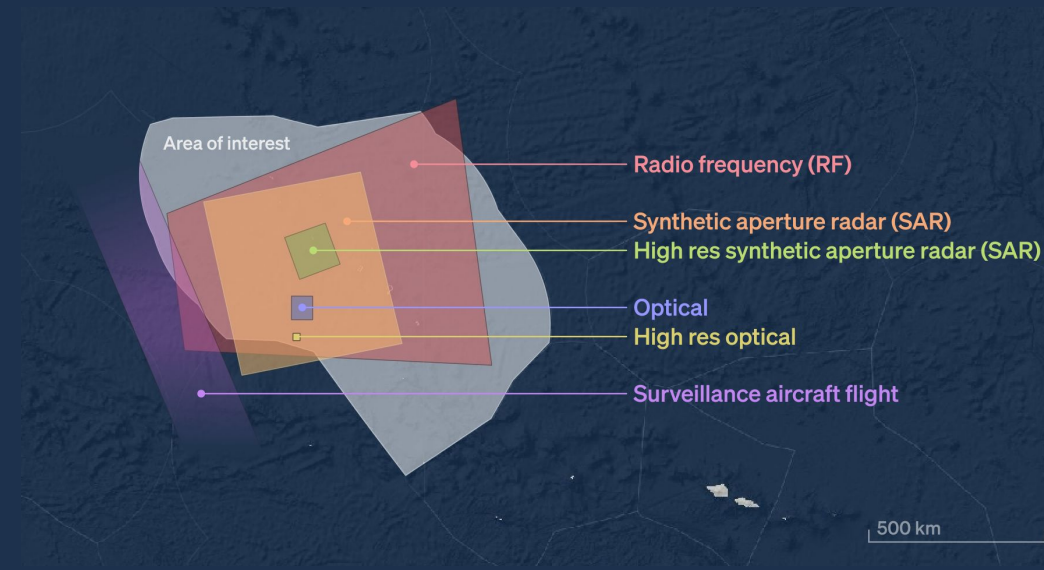 Area of interest
Radio frequency (RF)
Synthetic aperture radar (SAR)
High res synthetic aperture radar (SAR)
Optical
High res optical
Surveillance aircraft flight
500 km